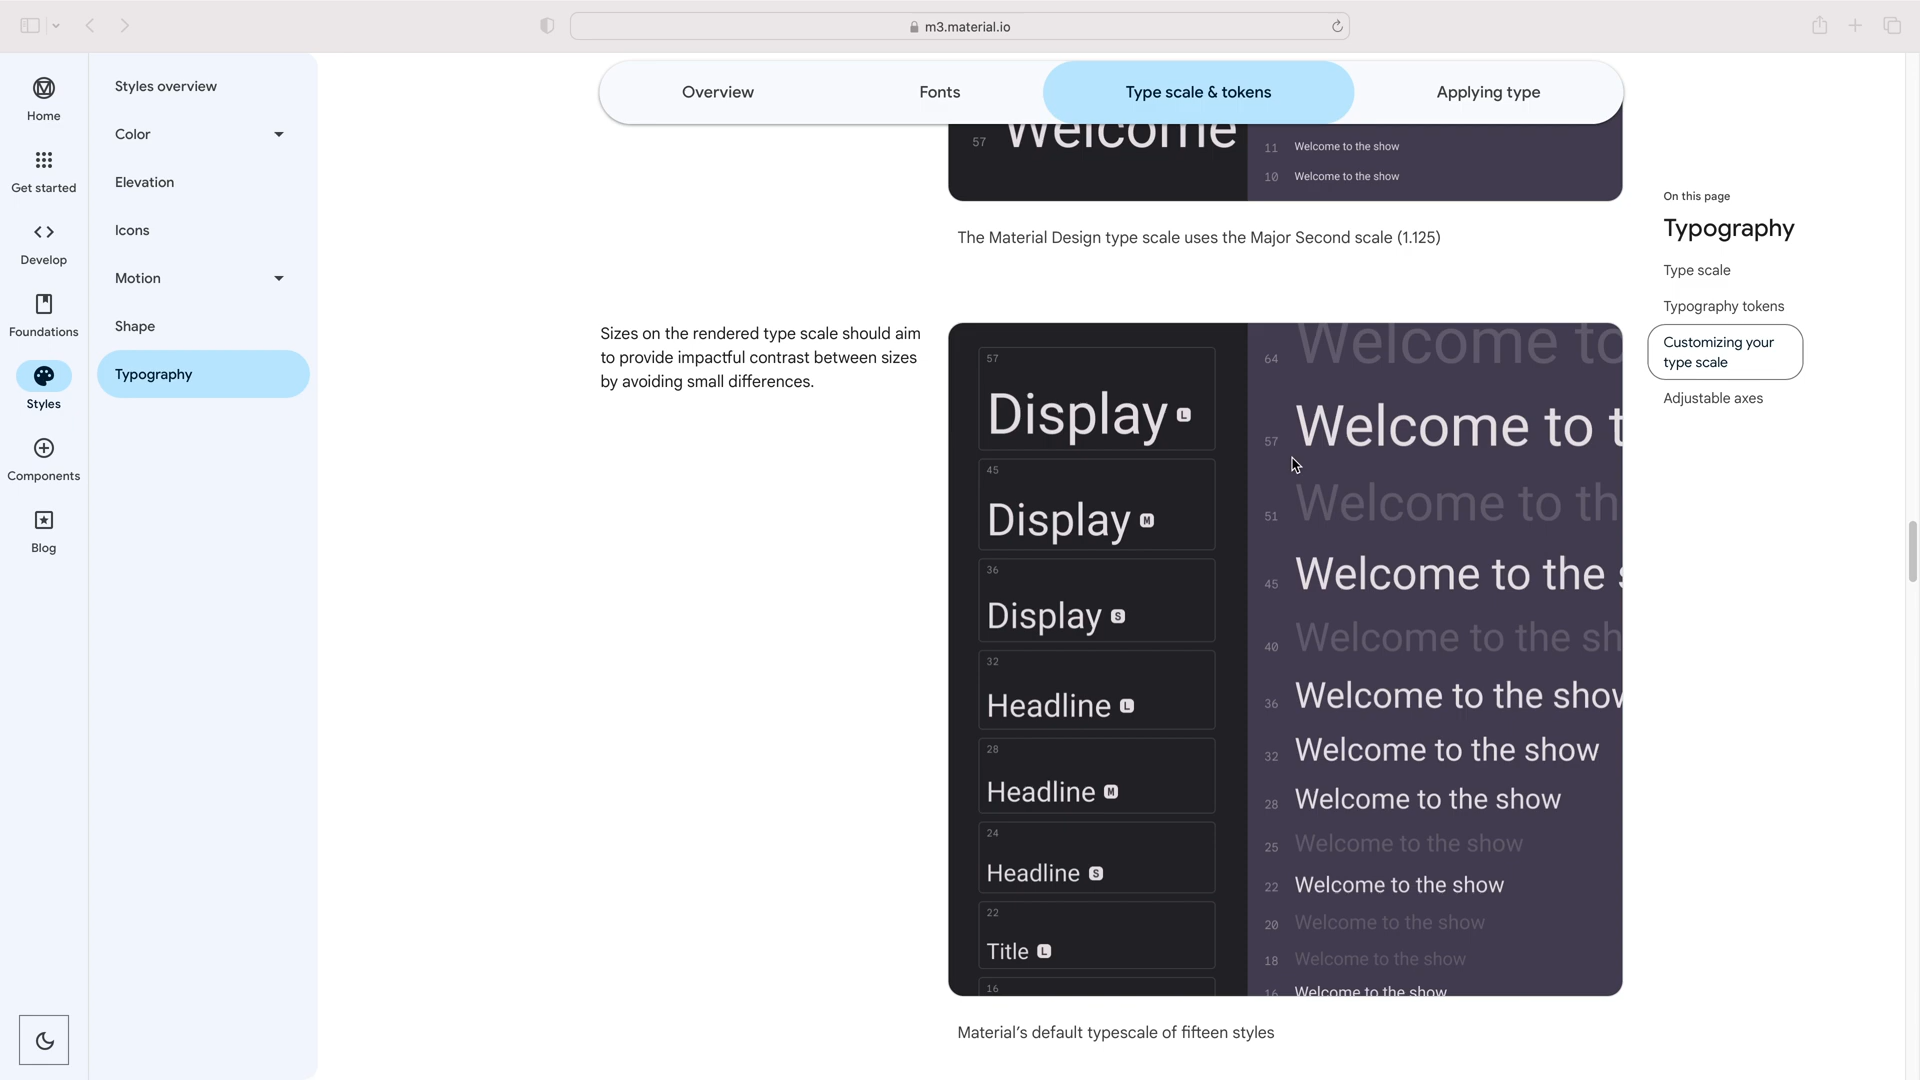 m3.material.io
Home
Get started
Develop
Foundations
Styles
Components
Blog
Styles overview
Color
Elevation
Icons
Motion
Shape
Typography
Overview
Fonts
Type scale & tokens
Applying type
57 Welcome
11 Welcome to the show
10 Welcome to the show
The Material Design type scale uses the Major Second scale (1.125)
Sizes on the rendered type scale should aim
to provide impactful contrast between sizes
by avoiding small differences.
57
Display L
45
Display M
36
Display S
32
Headline L
28
Headline M
24
Headline S
22
Title L
16
64 Welcome to
57 Welcome to t
51 Welcome to th
45 Welcome to the s
40 Welcome to the sh
36 Welcome to the show
32 Welcome to the show
28 Welcome to the show
25 Welcome to the show
22 Welcome to the show
20 Welcome to the show
18 Welcome to the show
16 Welcome to the show
Material's default typescale of fifteen styles
On this page
Typography
Type scale
Typography tokens
Customizing your
type scale
Adjustable axes